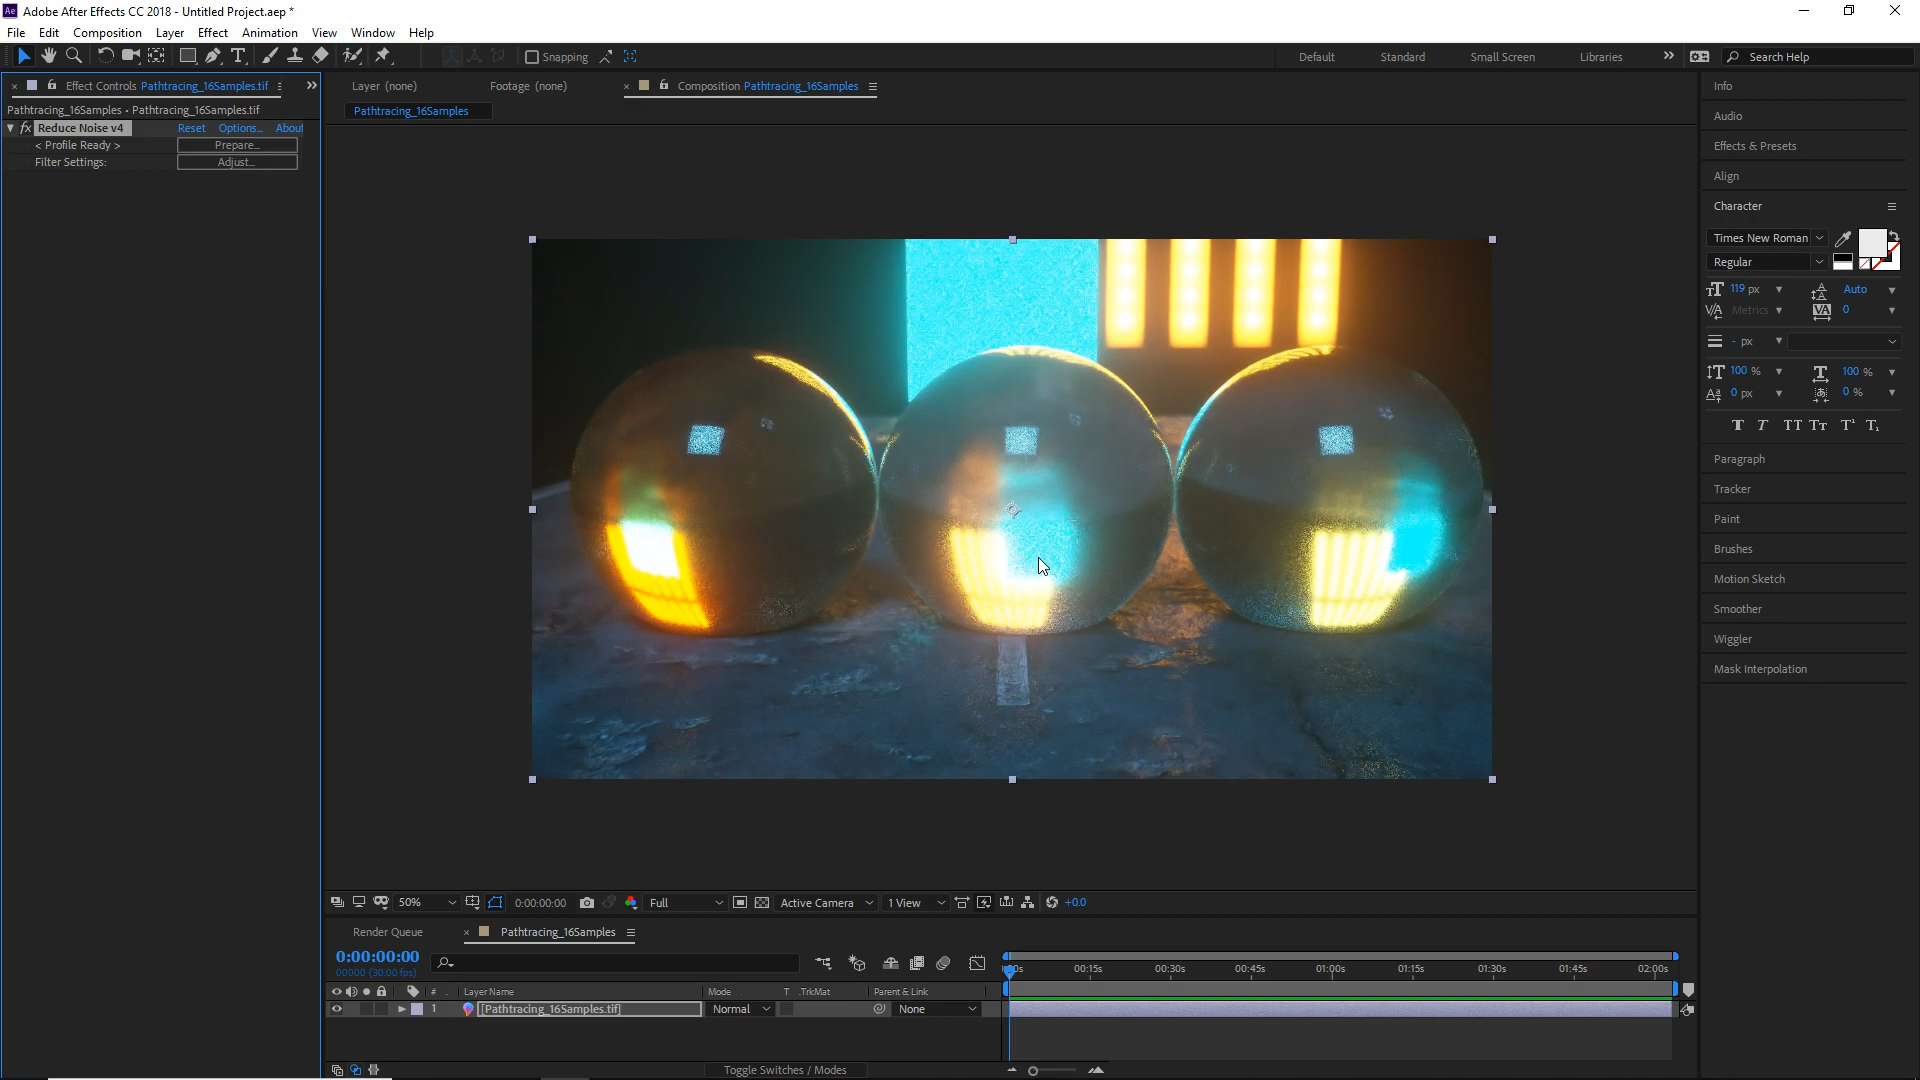 Ae Adobe After Effects CC 2018 - Untitled Project.aep *
File Edit Composition Layer Effect Animation View Window Help
Snapping Default Standard Small Screen Libraries » Search Help
× Effect Controls Pathtracing_16Samples.tif »
Layer (none) Footage (none) × Composition Pathtracing_16Samples
Pathtracing_16Samples - Pathtracing_16Samples.tif
Pathtracing_16Samples
fx Reduce Noise v4 Reset Options... About
< Profile Ready > Prepare...
Filter Settings: Adjust...
Info
Audio
Effects & Presets
Align
Character
Times New Roman
Regular
119 px Auto
Metrics 0
- px
100 % 100 %
0 px 0 %
T T TT Tт T¹ T₁
Paragraph
Tracker
Paint
Brushes
Motion Sketch
Smoother
Wiggler
Mask Interpolation
50% 0:00:00:00 Full Active Camera 1 View +0.0
Render Queue × Pathtracing_16Samples
0:00:00:00
00000 (30.00 fps)
00s 00:15s 00:30s 00:45s 01:00s 01:15s 01:30s 01:45s 02:00s
# Layer Name Mode T .TrkMat Parent & Link
1 [Pathtracing_16Samples.tif] Normal None
Toggle Switches / Modes